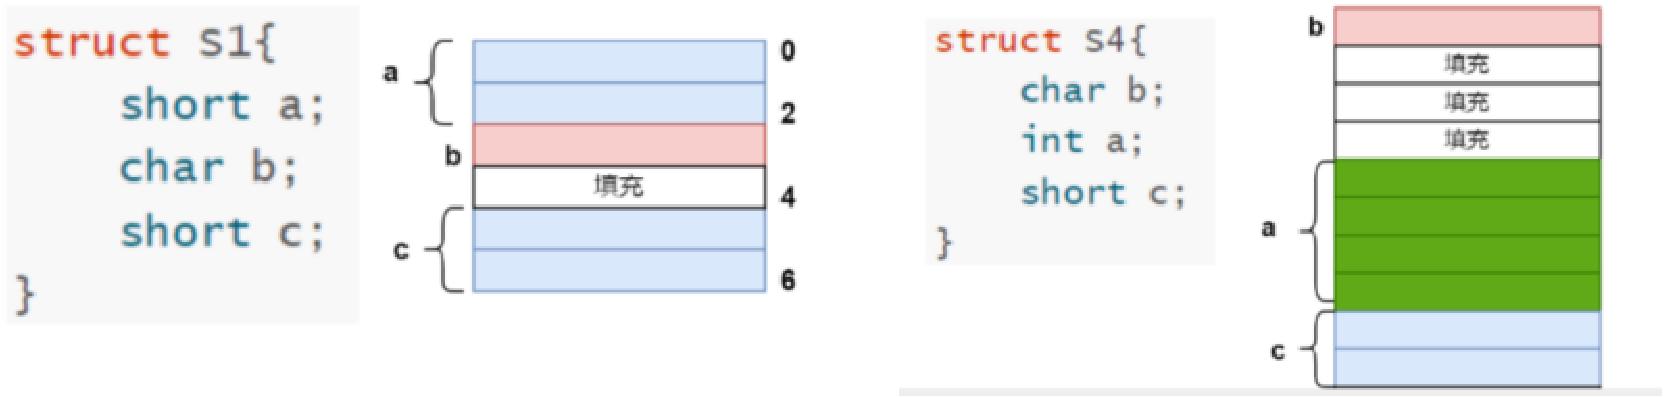 struct S1{
short a;
char b;
short c;
}
a
b
c
填充
0
2
4
6
struct S4{
char b;
int a;
short c;
}
b
填充
填充
填充
a
c